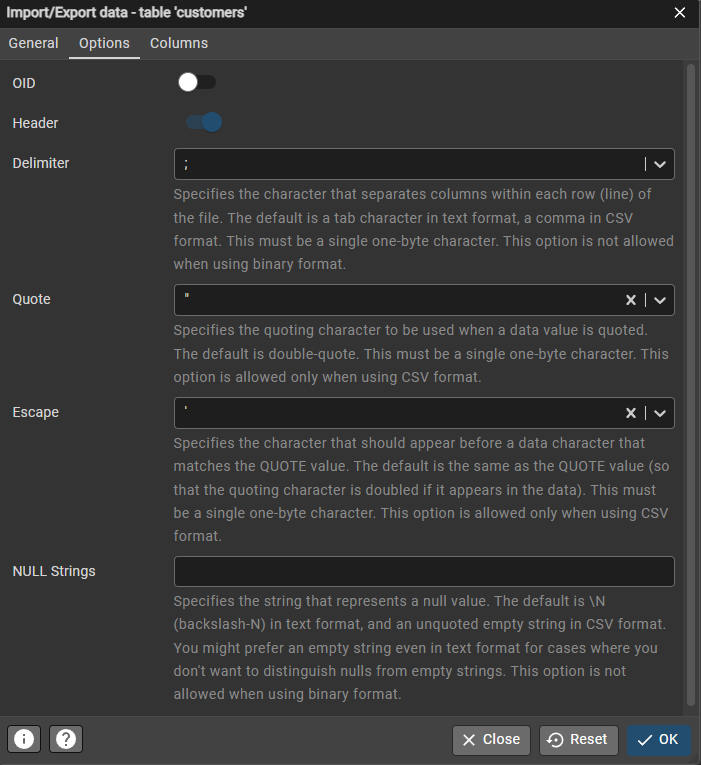 Import/Export data - table 'customers'
General Options Columns
OID
Header
Delimiter
;
Specifies the character that separates columns within each row (line) of
the file. The default is a tab character in text format, a comma in CSV
format. This must be a single one-byte character. This option is not allowed
when using binary format.
Quote
"
Specifies the quoting character to be used when a data value is quoted.
The default is double-quote. This must be a single one-byte character. This
option is allowed only when using CSV format.
Escape
'
Specifies the character that should appear before a data character that
matches the QUOTE value. The default is the same as the QUOTE value (so
that the quoting character is doubled if it appears in the data). This must
be a single one-byte character. This option is allowed only when using CSV
format.
NULL Strings
Specifies the string that represents a null value. The default is \N
(backslash-N) in text format, and an unquoted empty string in CSV format.
You might prefer an empty string even in text format for cases where you
don't want to distinguish nulls from empty strings. This option is not
allowed when using binary format.
Close Reset OK